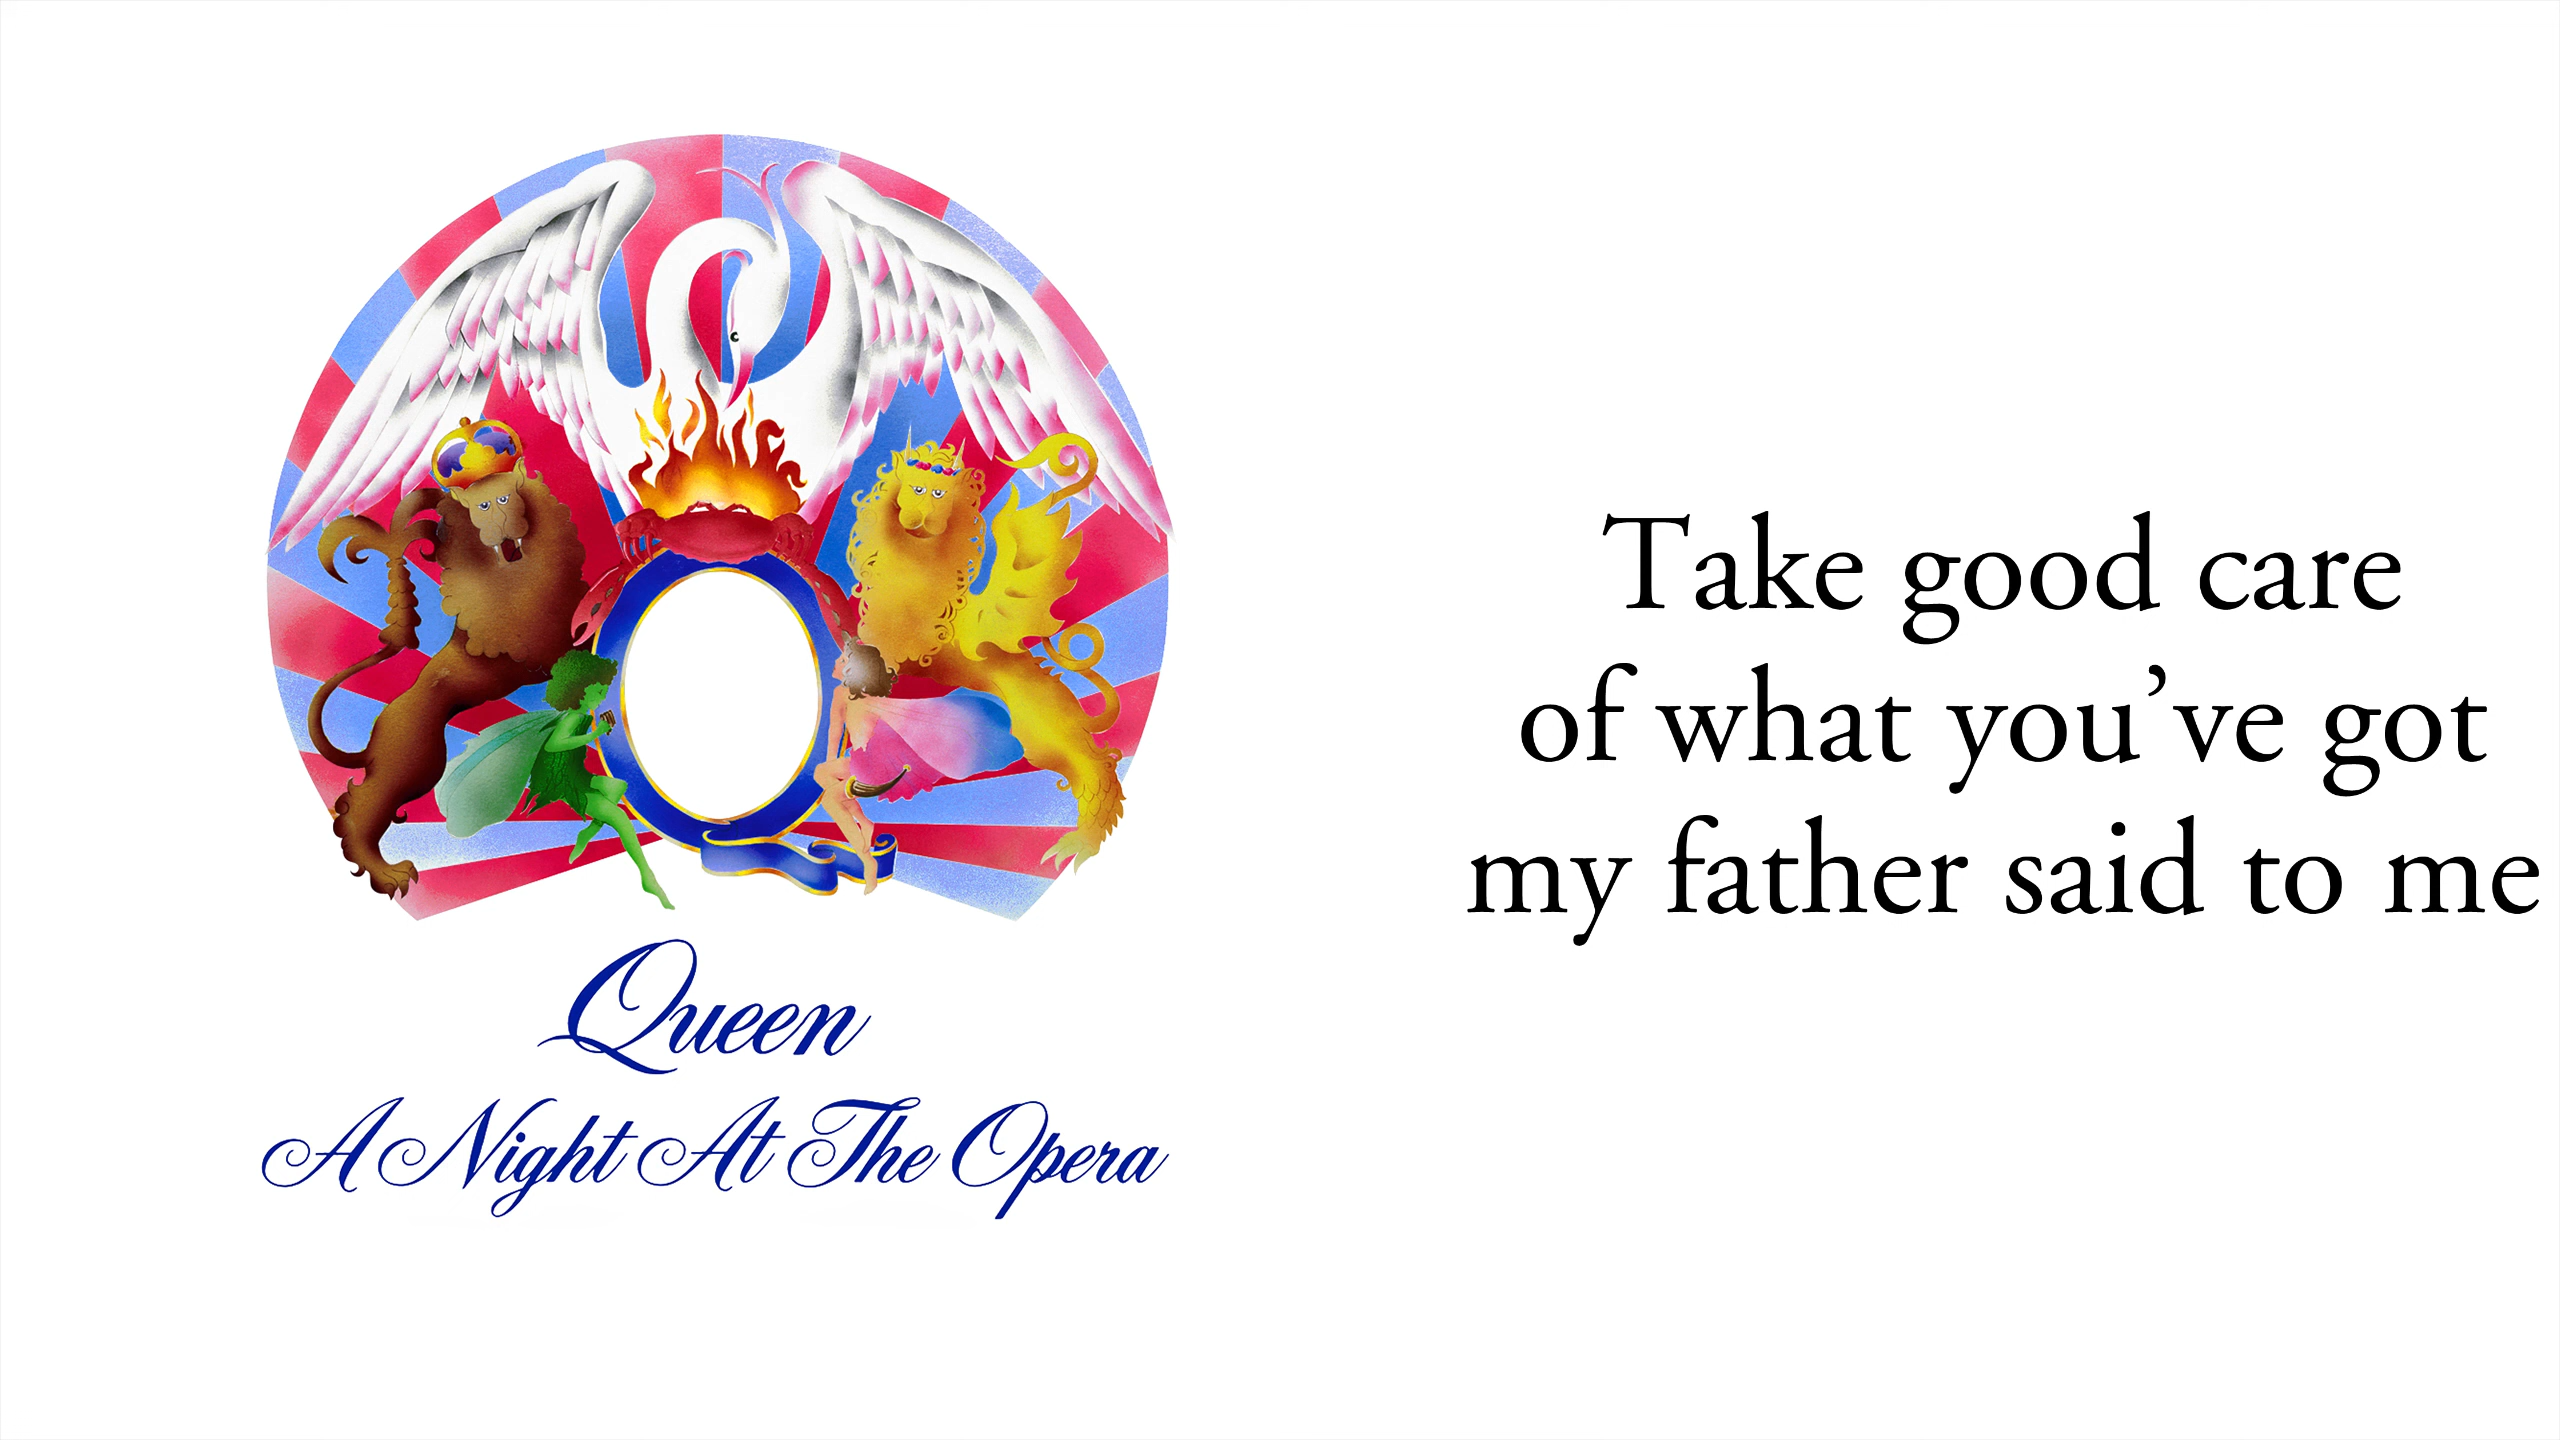 Queen
A Night At The Opera
Take good care
of what you’ve got
my father said to me